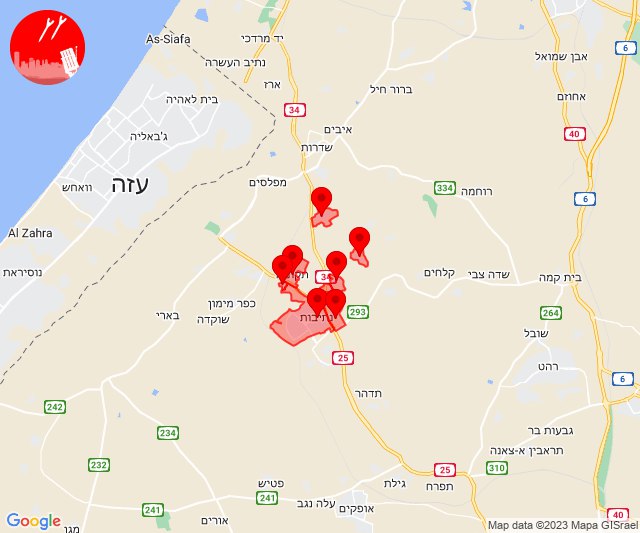 As-Siafa
יד מרדכי
נתיב העשרה
ארז
6
אבן שמואל
אחוזם
בית לאהיה
34
ברור חיל
ג'באליה
איבים
40
שדרות
עזה
וואחש
מפלסים
334
רוחמה
6
Al Zahra
נוסיראת
34
קלחים
שדה צבי
בית קמה
כפר מימון
שוקדה
בארי
נתיבות
293
264
שובל
25
רהט
6
242
תדהר
234
גבעות בר
תראבין א-צאנה
232
25
310
פטיש
גילת
תפרח
241
241
עלה נגב
אופקים
אורים
מגו
40
Google
Map data ©2023 Mapa GISrael